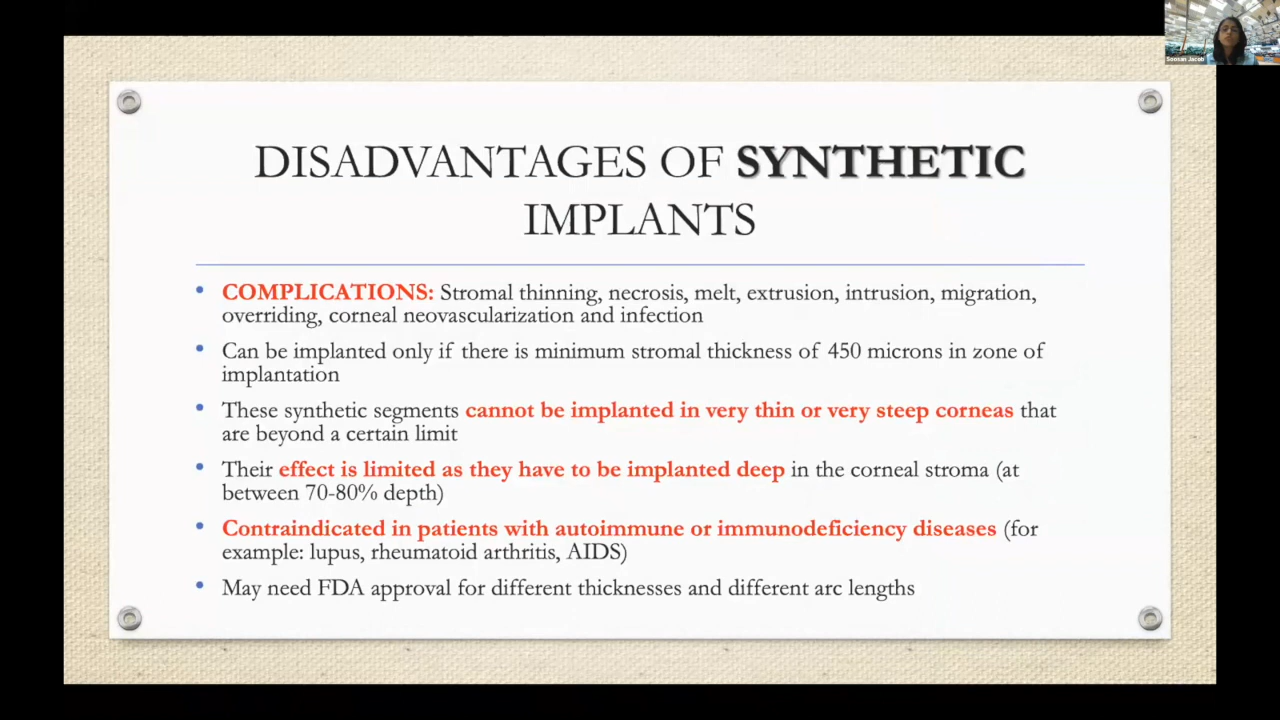 Soosan Jacob
DISADVANTAGES OF SYNTHETIC
IMPLANTS
• COMPLICATIONS: Stromal thinning, necrosis, melt, extrusion, intrusion, migration,
overriding, corneal neovascularization and infection
• Can be implanted only if there is minimum stromal thickness of 450 microns in zone of
implantation
• These synthetic segments cannot be implanted in very thin or very steep corneas that
are beyond a certain limit
• Their effect is limited as they have to be implanted deep in the corneal stroma (at
between 70-80% depth)
• Contraindicated in patients with autoimmune or immunodeficiency diseases (for
example: lupus, rheumatoid arthritis, AIDS)
• May need FDA approval for different thicknesses and different arc lengths